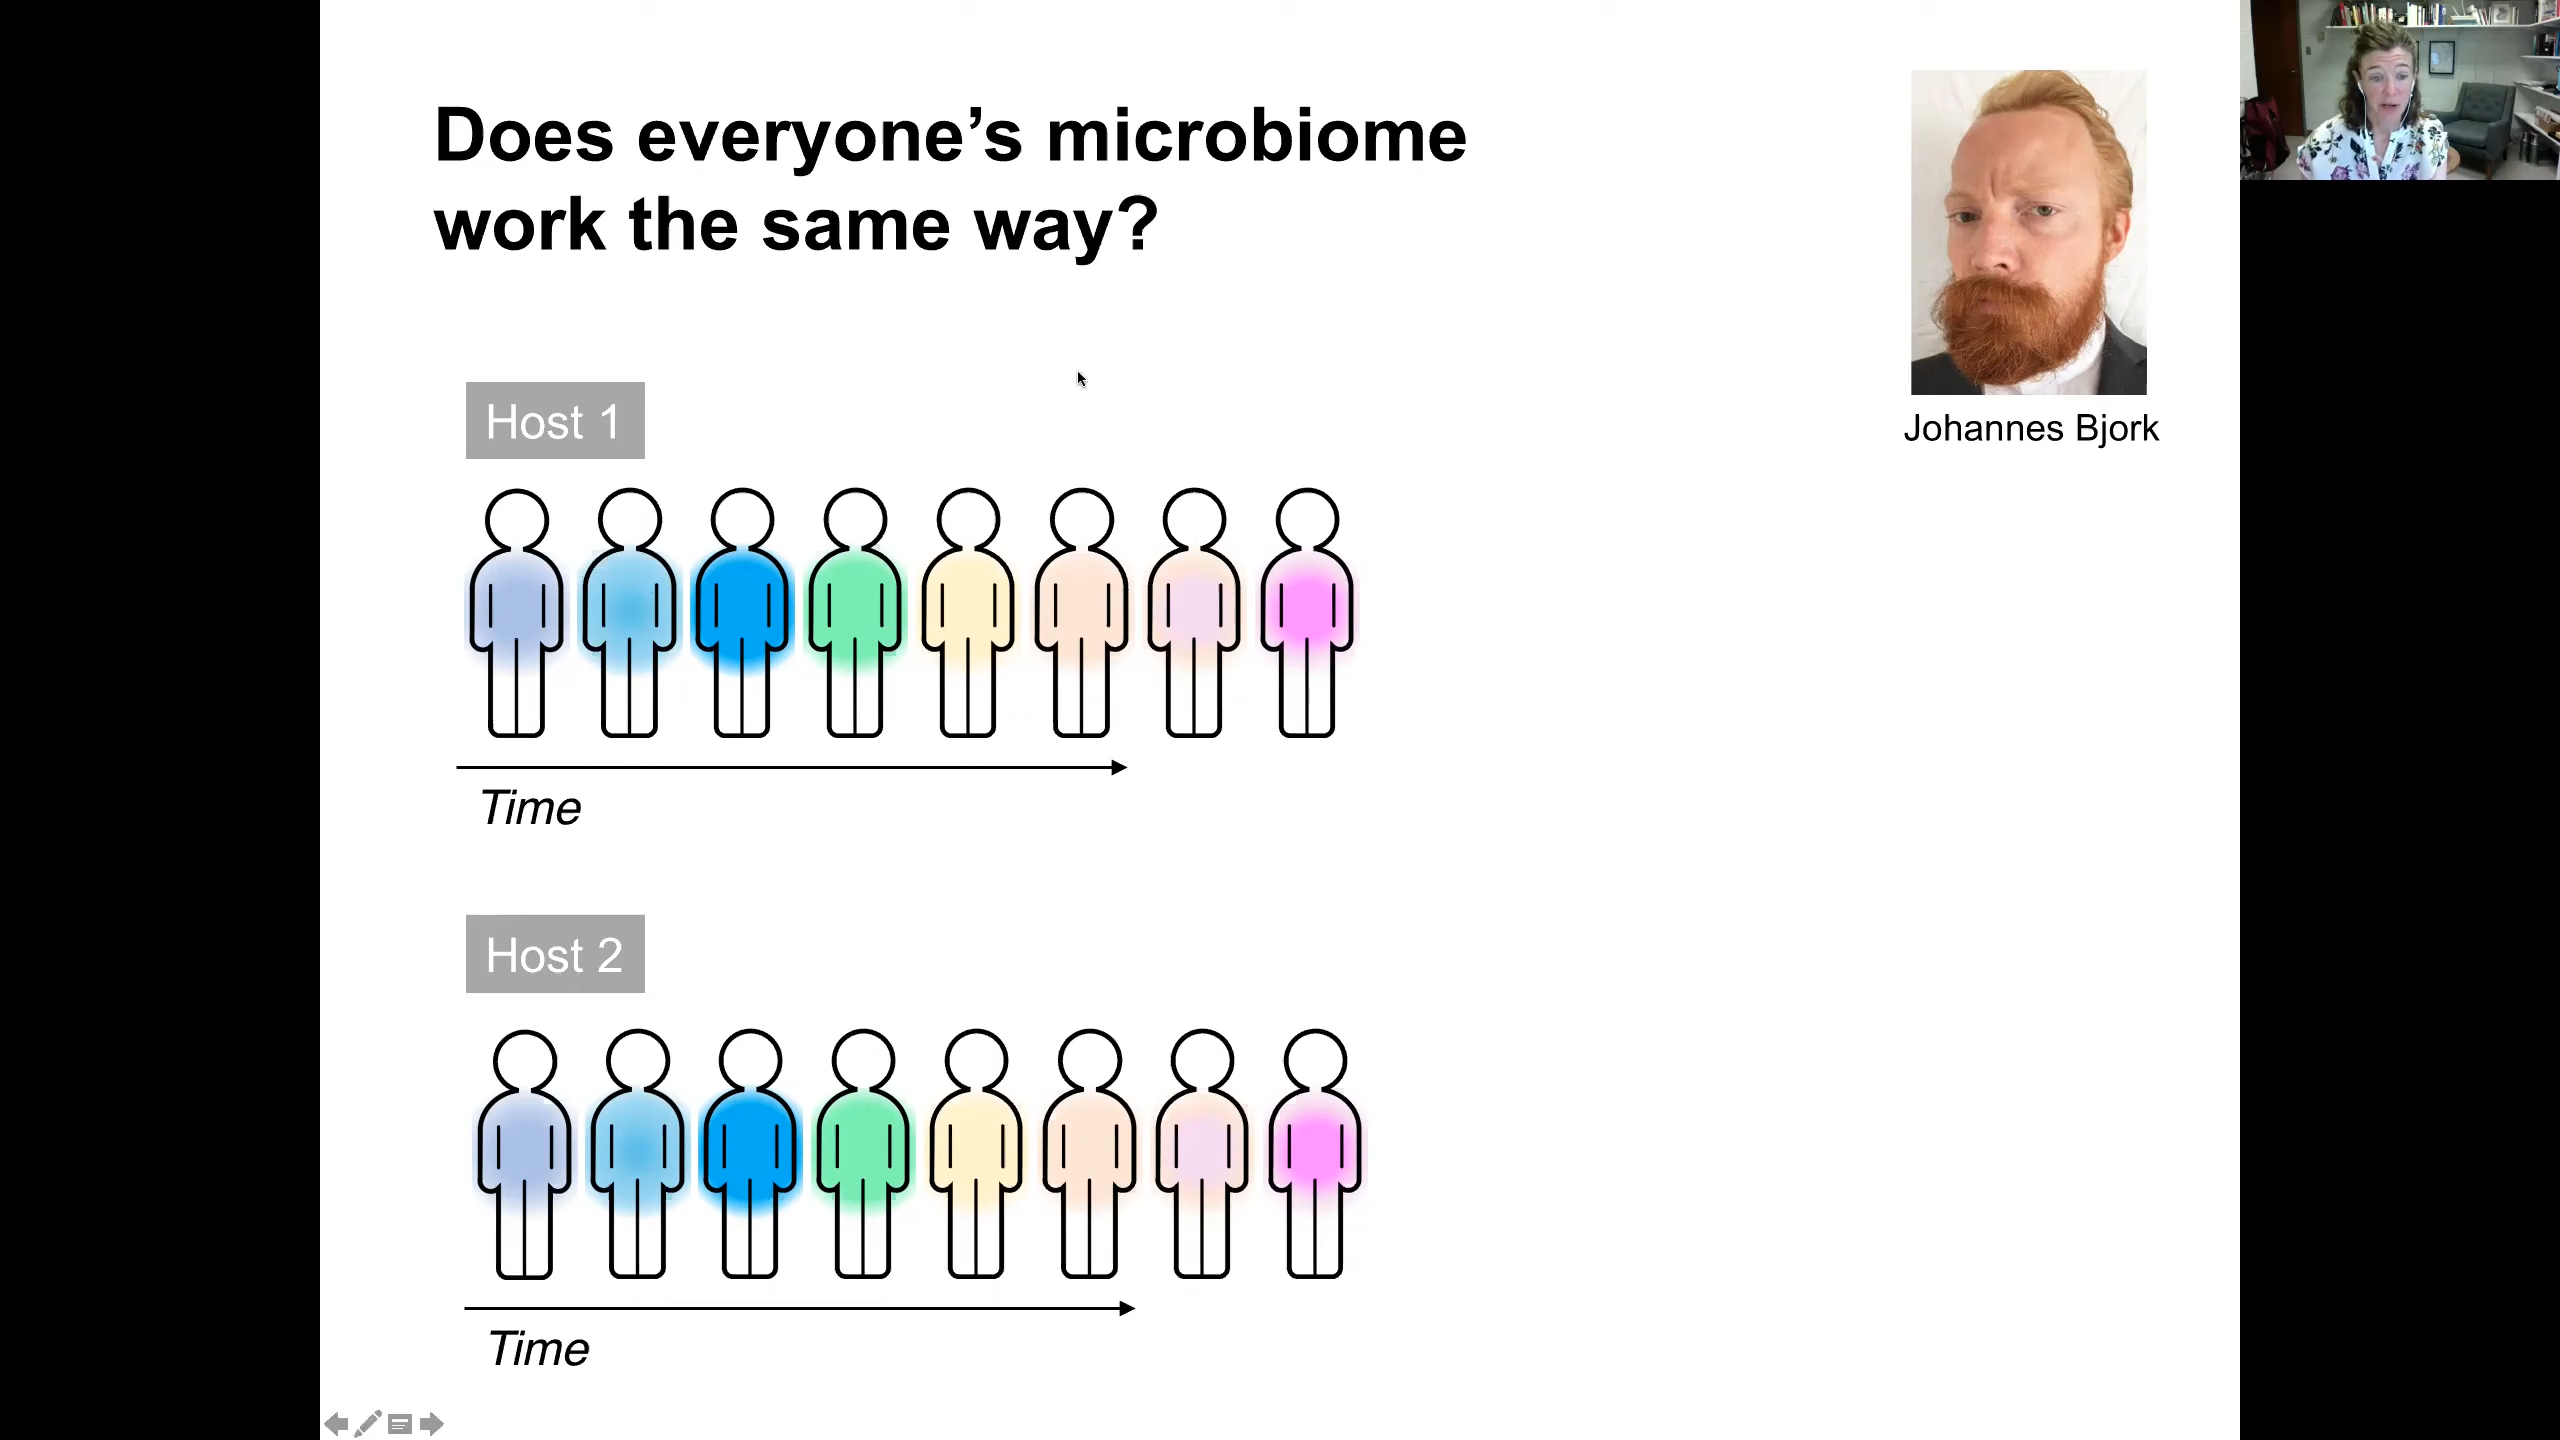 Does everyone’s microbiome
work the same way?
Johannes Bjork
Host 1
Time
Host 2
Time